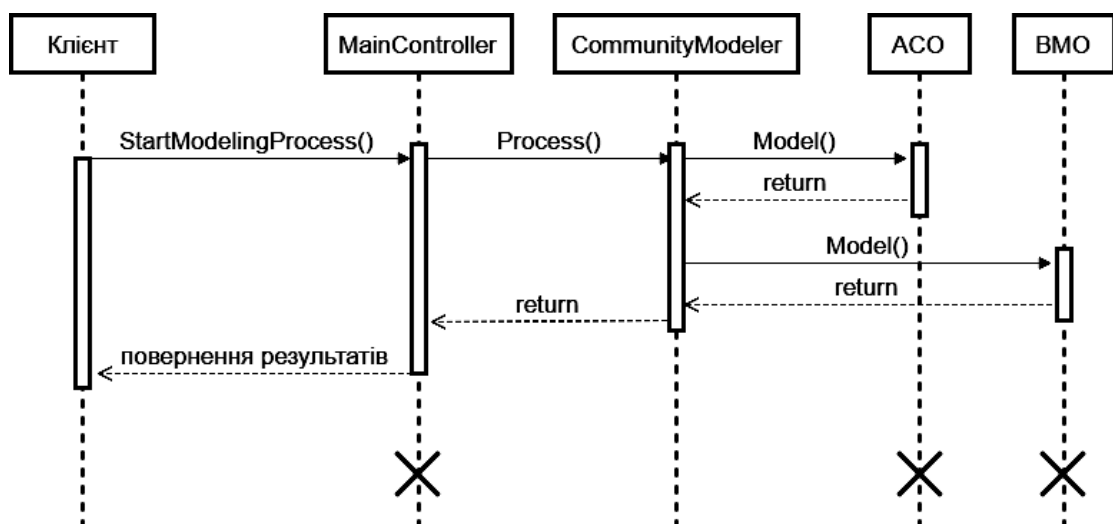 Клієнт
MainController
CommunityModeler
ACO
BMO
StartModelingProcess()
Process()
Model()
return
Model()
return
return
повернення результатів